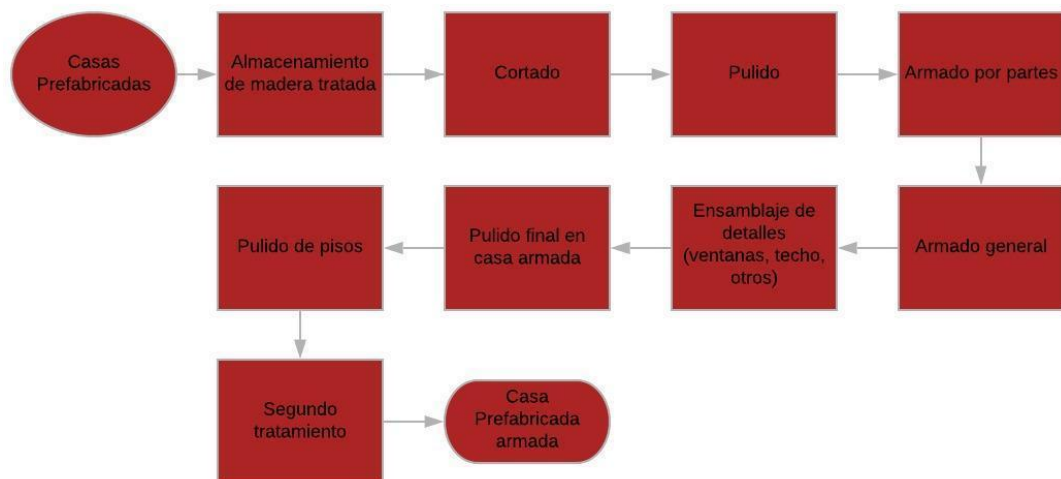 Casas
Prefabricadas
Almacenamiento
de madera tratada
Cortado
Pulido
Armado por partes
Armado general
Ensamblaje de
detalles
(ventanas, techo,
otros)
Pulido final en
casa armada
Pulido de pisos
Segundo
tratamiento
Casa
Prefabricada
armada